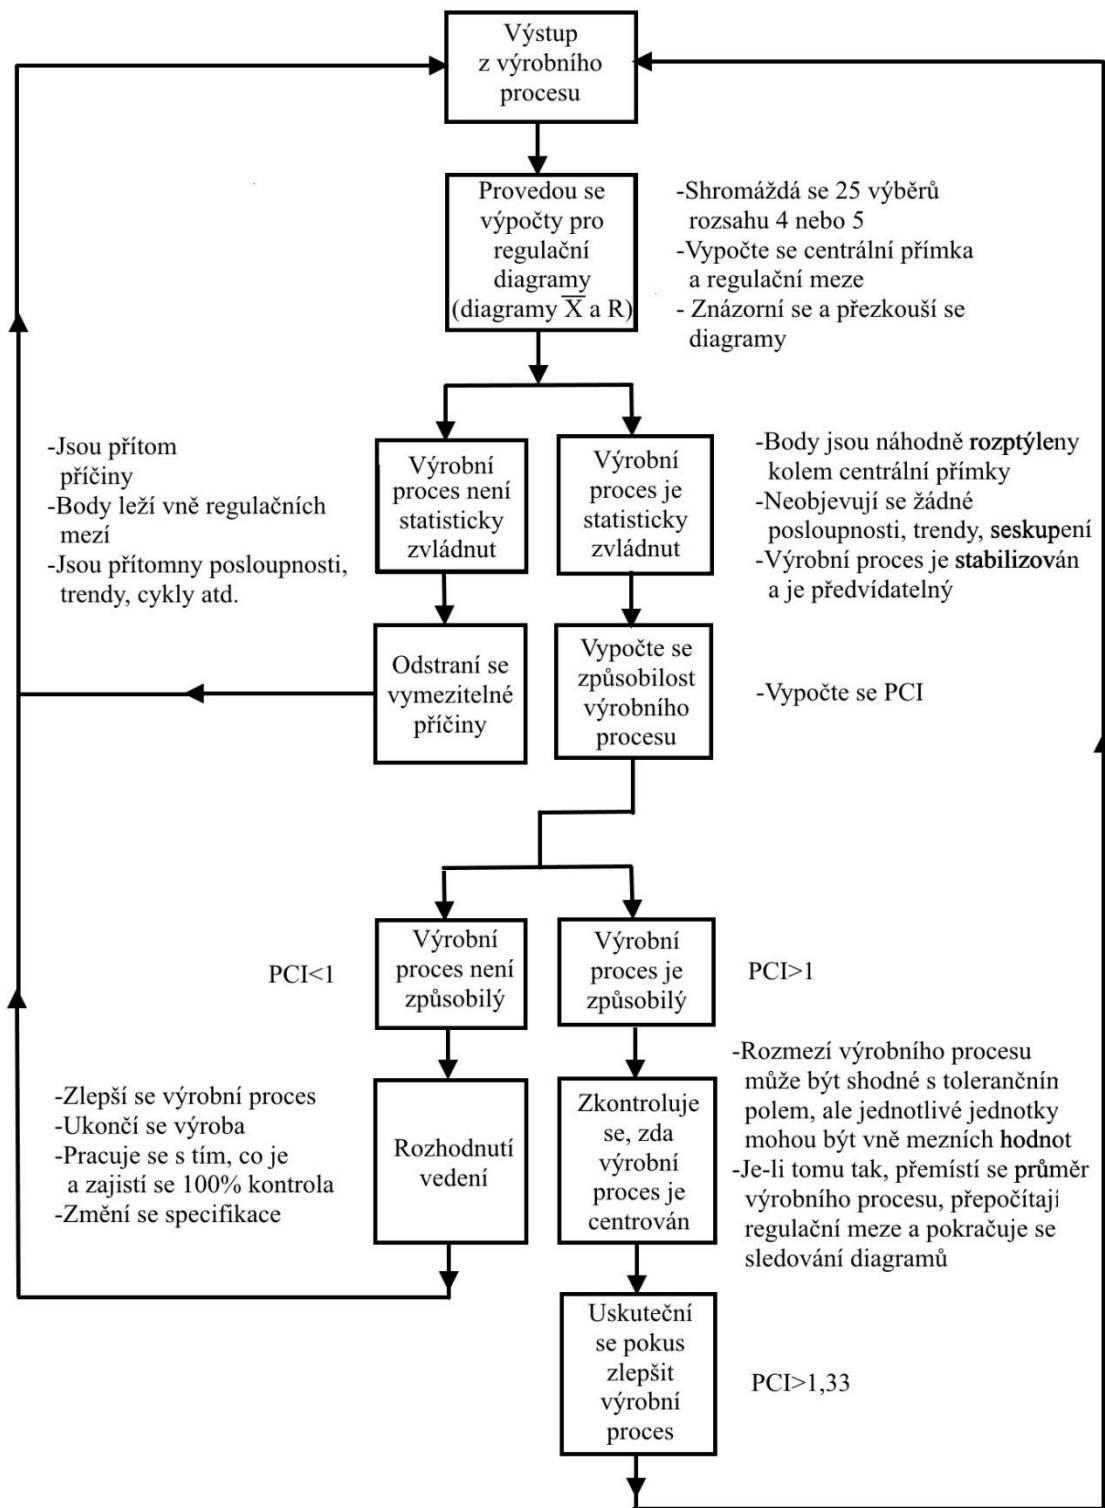 Výstup
z výrobního
procesu
Provedou se
výpočty pro
regulační
diagramy
(diagramy X̅ a R)
-Shromáždá se 25 výběrů
rozsahu 4 nebo 5
-Vypočte se centrální přímka
a regulační meze
- Znázorní se a přezkouší se
diagramy
-Jsou přítom
příčiny
-Body leží vně regulačních
mezí
-Jsou přítomny posloupnosti,
trendy, cykly atd.
Výrobní
proces není
statisticky
zvládnut
Výrobní
proces je
statisticky
zvládnut
-Body jsou náhodně rozptýleny
kolem centrální přímky
-Neobjevují se žádné
posloupnosti, trendy, seskupení
-Výrobní proces je stabilizován
a je předvídatelný
Odstraní se
vymezitelné
příčiny
Vypočte se
způsobilost
výrobního
procesu
-Vypočte se PCI
PCI<1
Výrobní
proces není
způsobilý
Výrobní
proces je
způsobilý
PCI>1
-Zlepší se výrobní proces
-Ukončí se výroba
-Pracuje se s tím, co je
a zajistí se 100% kontrola
-Změní se specifikace
Rozhodnutí
vedení
Zkontroluje
se, zda
výrobní
proces je
centrován
-Rozmezí výrobního procesu
může být shodné s tolerančnín
polem, ale jednotlivé jednotky
mohou být vně mezních hodnot
-Je-li tomu tak, přemístí se průměr
výrobního procesu, přepočítají
regulační meze a pokračuje se
sledování diagramů
Uskuteční
se pokus
zlepšit
výrobní
proces
PCI>1,33